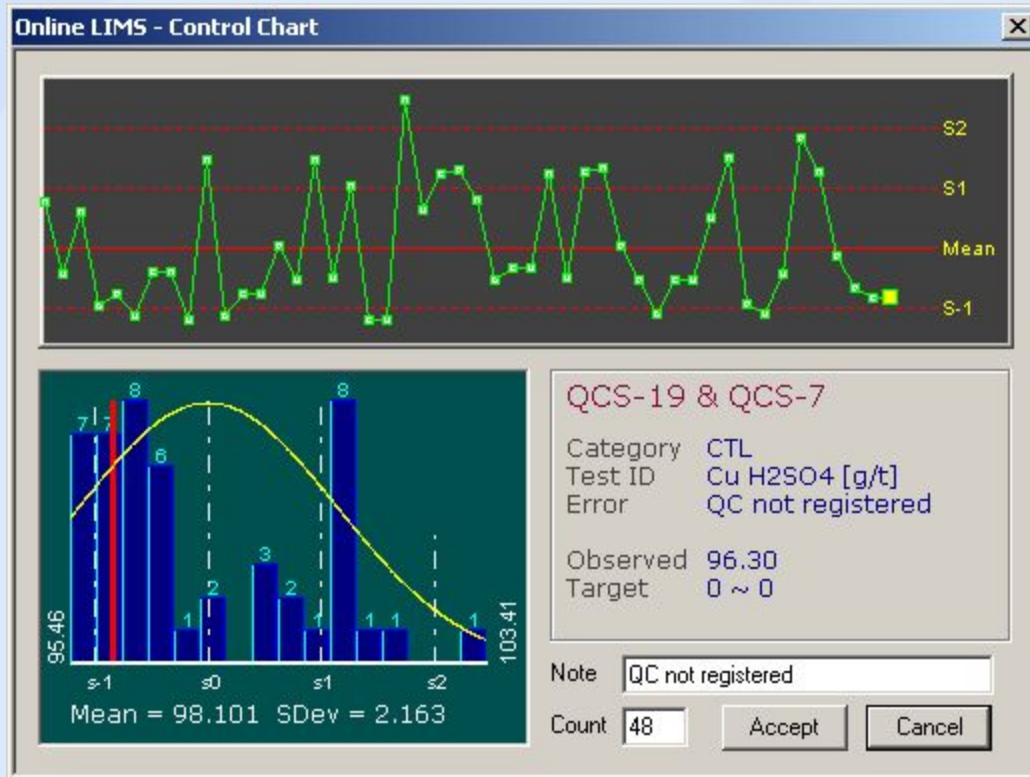 Online LIMS - Control Chart
S2
S1
Mean
S-1
8
8
7
7
6
3
2
2
1
1
1
1
1
95.46
103.41
s-1
s0
s1
s2
Mean = 98.101 SDev = 2.163
QCS-19 & QCS-7
Category CTL
Test ID Cu H2SO4 [g/t]
Error QC not registered
Observed 96.30
Target 0 ~ 0
Note QC not registered
Count 48 Accept Cancel